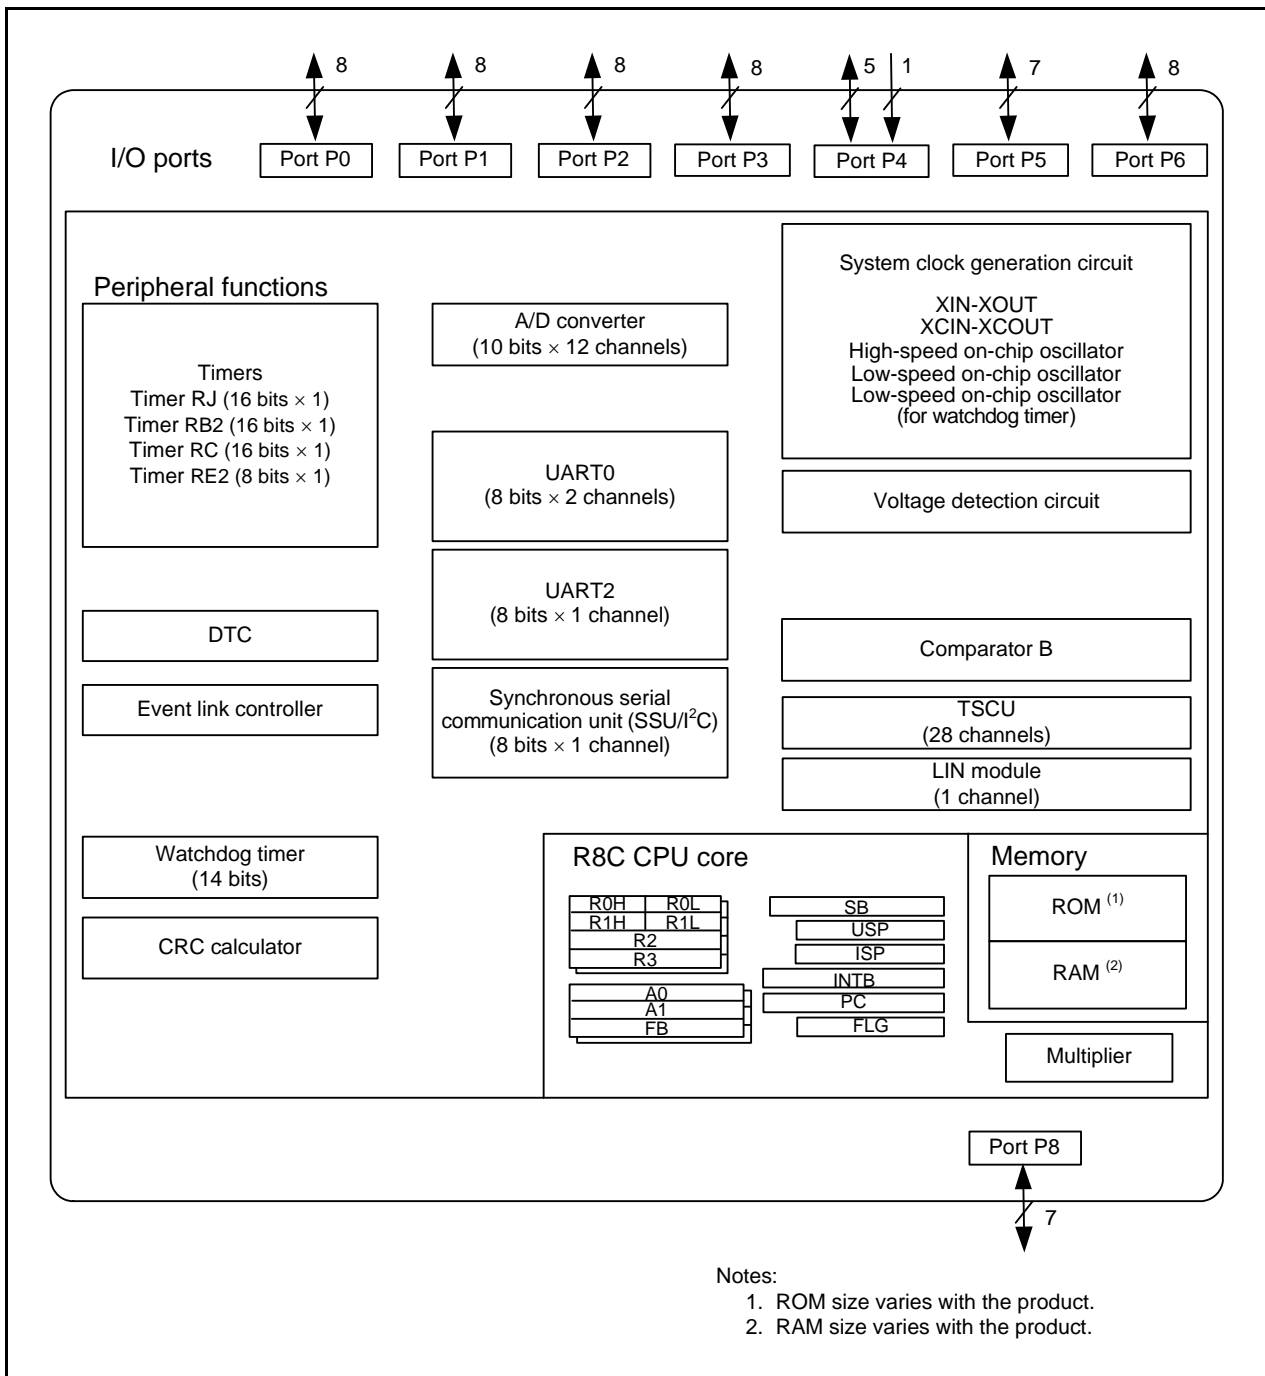 8
8
8
8
5
1
7
8
I/O ports
Port P0
Port P1
Port P2
Port P3
Port P4
Port P5
Port P6
Peripheral functions
Timers
Timer RJ (16 bits × 1)
Timer RB2 (16 bits × 1)
Timer RC (16 bits × 1)
Timer RE2 (8 bits × 1)
DTC
Event link controller
Watchdog timer
(14 bits)
CRC calculator
A/D converter
(10 bits × 12 channels)
UART0
(8 bits × 2 channels)
UART2
(8 bits × 1 channel)
Synchronous serial
communication unit (SSU/I²C)
(8 bits × 1 channel)
System clock generation circuit
XIN-XOUT
XCIN-XCOUT
High-speed on-chip oscillator
Low-speed on-chip oscillator
Low-speed on-chip oscillator
(for watchdog timer)
Voltage detection circuit
Comparator B
TSCU
(28 channels)
LIN module
(1 channel)
R8C CPU core
R0H R0L
R1H R1L
R2
R3
A0
A1
FB
SB
USP
ISP
INTB
PC
FLG
Memory
ROM (1)
RAM (2)
Multiplier
Port P8
7
Notes:
1. ROM size varies with the product.
2. RAM size varies with the product.